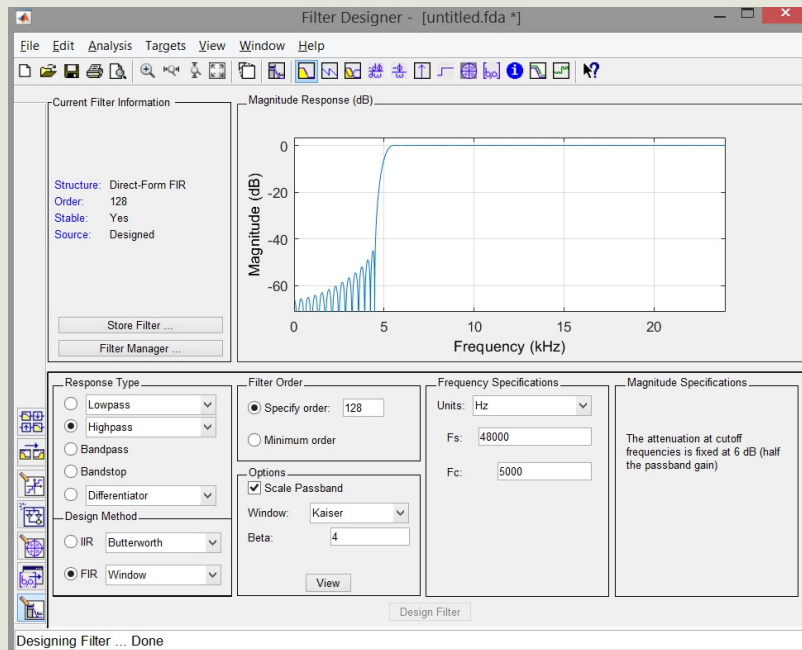 Filter Designer - [untitled.fda *]
File Edit Analysis Targets View Window Help
Current Filter Information
Structure: Direct-Form FIR
Order: 128
Stable: Yes
Source: Designed
Store Filter ...
Filter Manager ...
Magnitude Response (dB)
Magnitude (dB)
0
-20
-40
-60
0 5 10 15 20
Frequency (kHz)
Response Type
Lowpass
Highpass
Bandpass
Bandstop
Differentiator
Design Method
IIR Butterworth
FIR Window
Filter Order
Specify order: 128
Minimum order
Options
Scale Passband
Window: Kaiser
Beta: 4
View
Frequency Specifications
Units: Hz
Fs: 48000
Fc: 5000
Magnitude Specifications
The attenuation at cutoff
frequencies is fixed at 6 dB (half
the passband gain)
Design Filter
Designing Filter ... Done